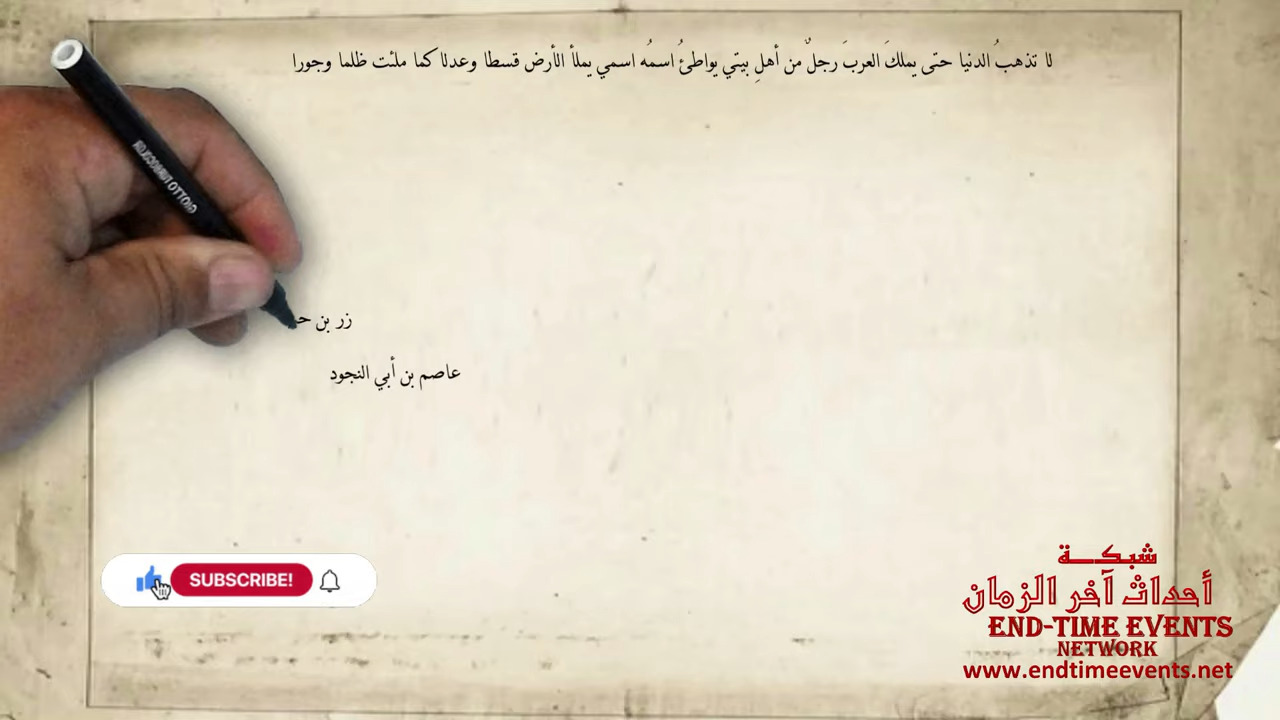 لا تذهبُ الدنيا حتى يملكَ العربَ رجلٌ من أهلِ بيتي يواطئُ اسمُه اسمي يملأ الأرض قسطا وعدلا كما ملئت ظلما وجورا
زر بن حب
عاصم بن أبي النجود
SUBSCRIBE!
شبكة
أحداث آخر الزمان
END-TIME EVENTS
NETWORK
www.endtimeevents.net